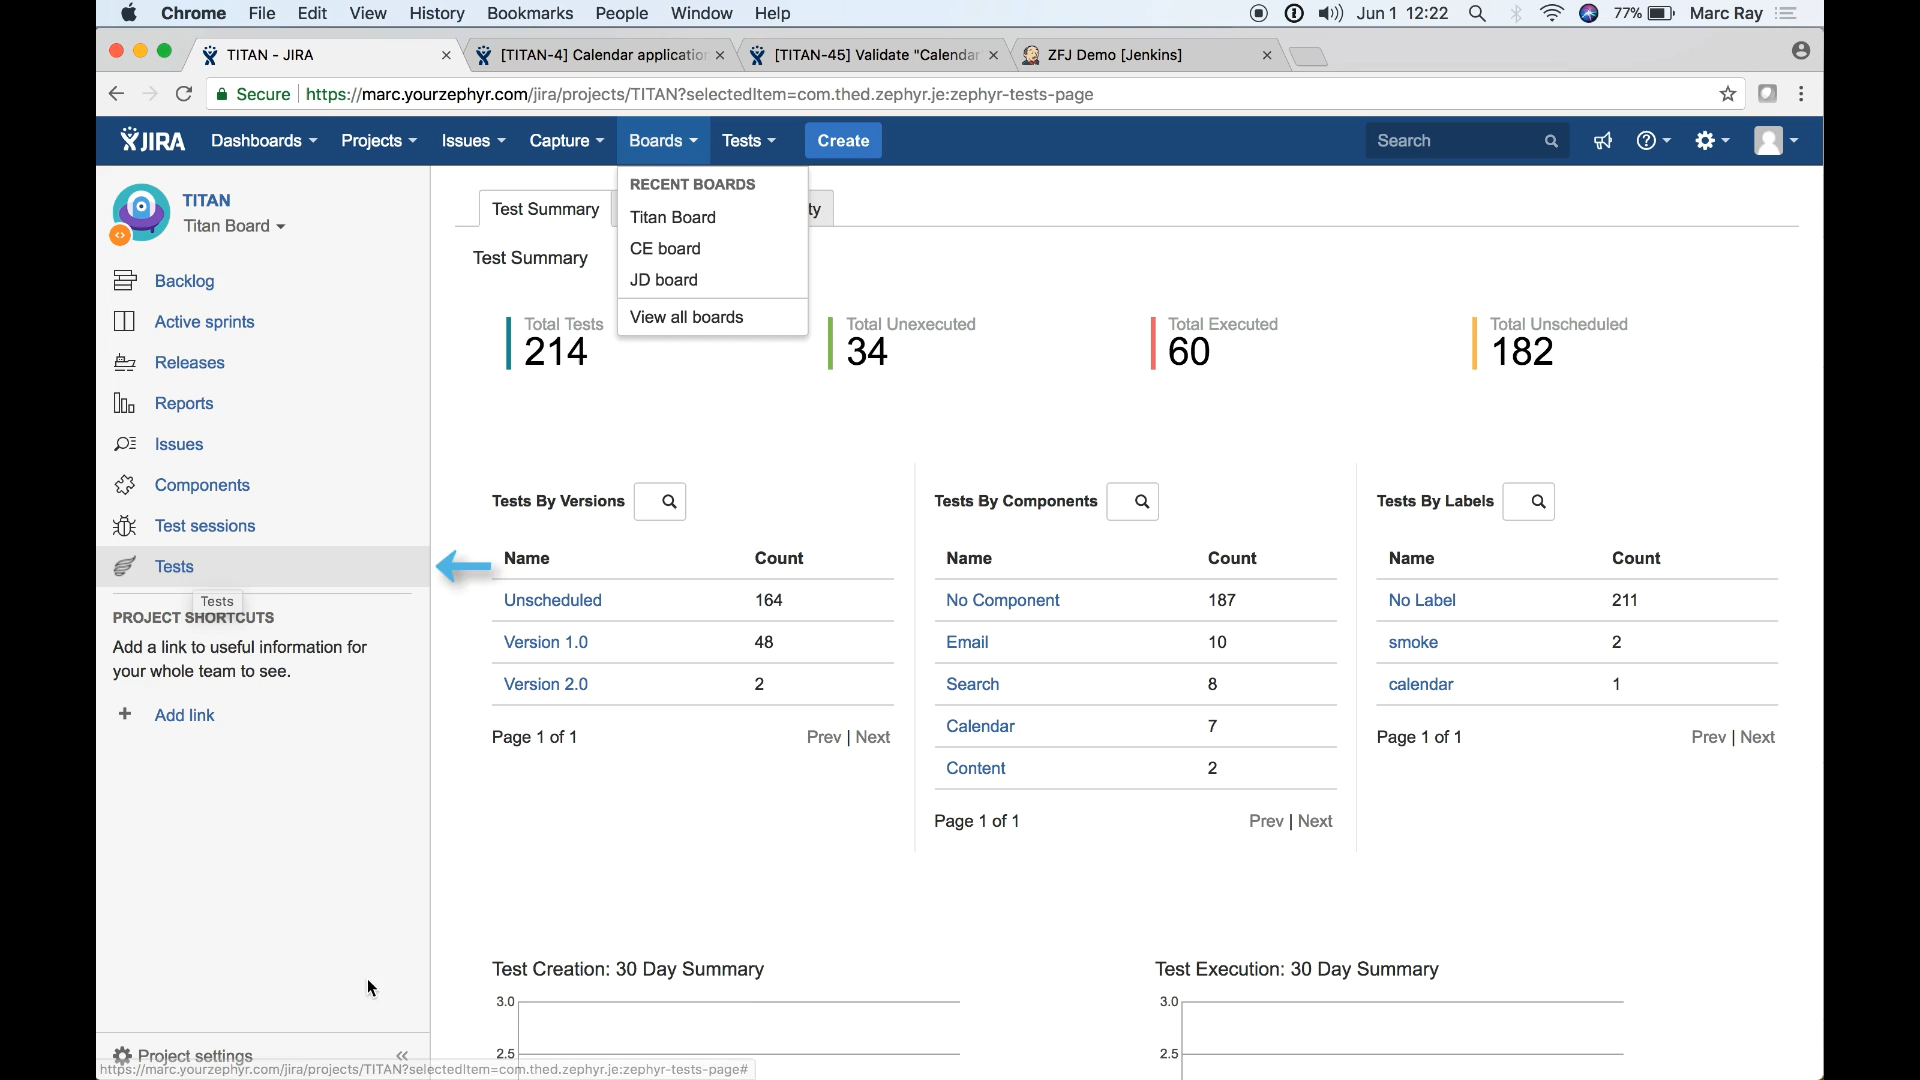 Chrome File Edit View History Bookmarks People Window Help Jun 1 12:22 77% Marc Ray
TITAN - JIRA [TITAN-4] Calendar applicatio [TITAN-45] Validate "Calendar ZFJ Demo [Jenkins]
Secure https://marc.yourzephyr.com/jira/projects/TITAN?selectedItem=com.thed.zephyr.je:zephyr-tests-page
JIRA Dashboards Projects Issues Capture Boards Tests Create Search
TITAN
Titan Board
Backlog
Active sprints
Releases
Reports
Issues
Components
Test sessions
Tests
Tests
PROJECT SHORTCUTS
Add a link to useful information for
your whole team to see.
+ Add link
Project settings «
https://marc.yourzephyr.com/jira/projects/TITAN?selectedItem=com.thed.zephyr.je:zephyr-tests-page#
RECENT BOARDS
Titan Board
CE board
JD board
View all boards
Test Summary ty
Test Summary
Total Tests
214
Total Unexecuted
34
Total Executed
60
Total Unscheduled
182
Tests By Versions
Name Count
Unscheduled 164
Version 1.0 48
Version 2.0 2
Page 1 of 1 Prev | Next
Tests By Components
Name Count
No Component 187
Email 10
Search 8
Calendar 7
Content 2
Page 1 of 1 Prev | Next
Tests By Labels
Name Count
No Label 211
smoke 2
calendar 1
Page 1 of 1 Prev | Next
Test Creation: 30 Day Summary
3.0
2.5
Test Execution: 30 Day Summary
3.0
2.5